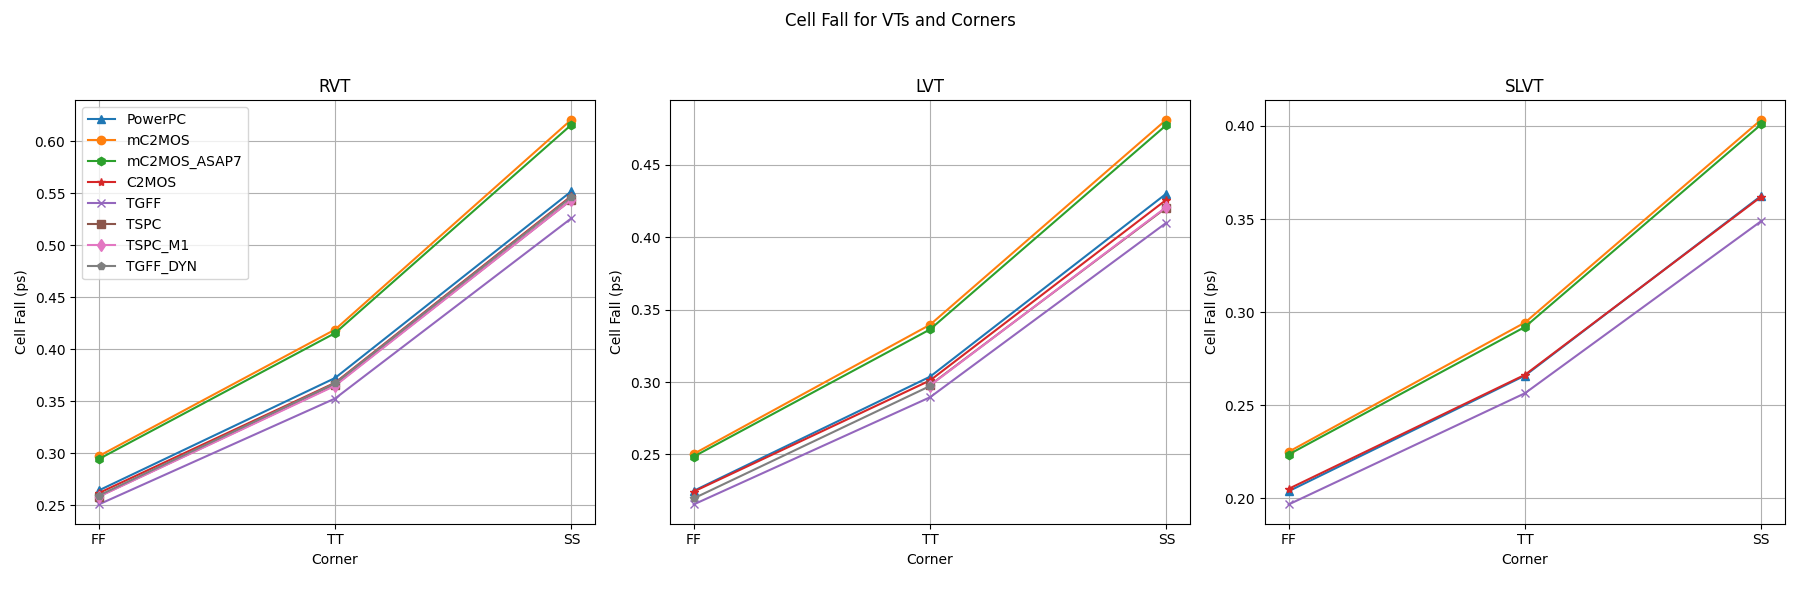 Cell Fall for VTs and Corners
RVT
PowerPC
mC2MOS
mC2MOS_ASAP7
C2MOS
TGFF
TSPC
TSPC_M1
TGFF_DYN
0.60
0.55
0.50
0.45
0.40
0.35
0.30
0.25
Cell Fall (ps)
FF TT SS
Corner
LVT
0.45
0.40
0.35
0.30
0.25
Cell Fall (ps)
FF TT SS
Corner
SLVT
0.40
0.35
0.30
0.25
0.20
Cell Fall (ps)
FF TT SS
Corner